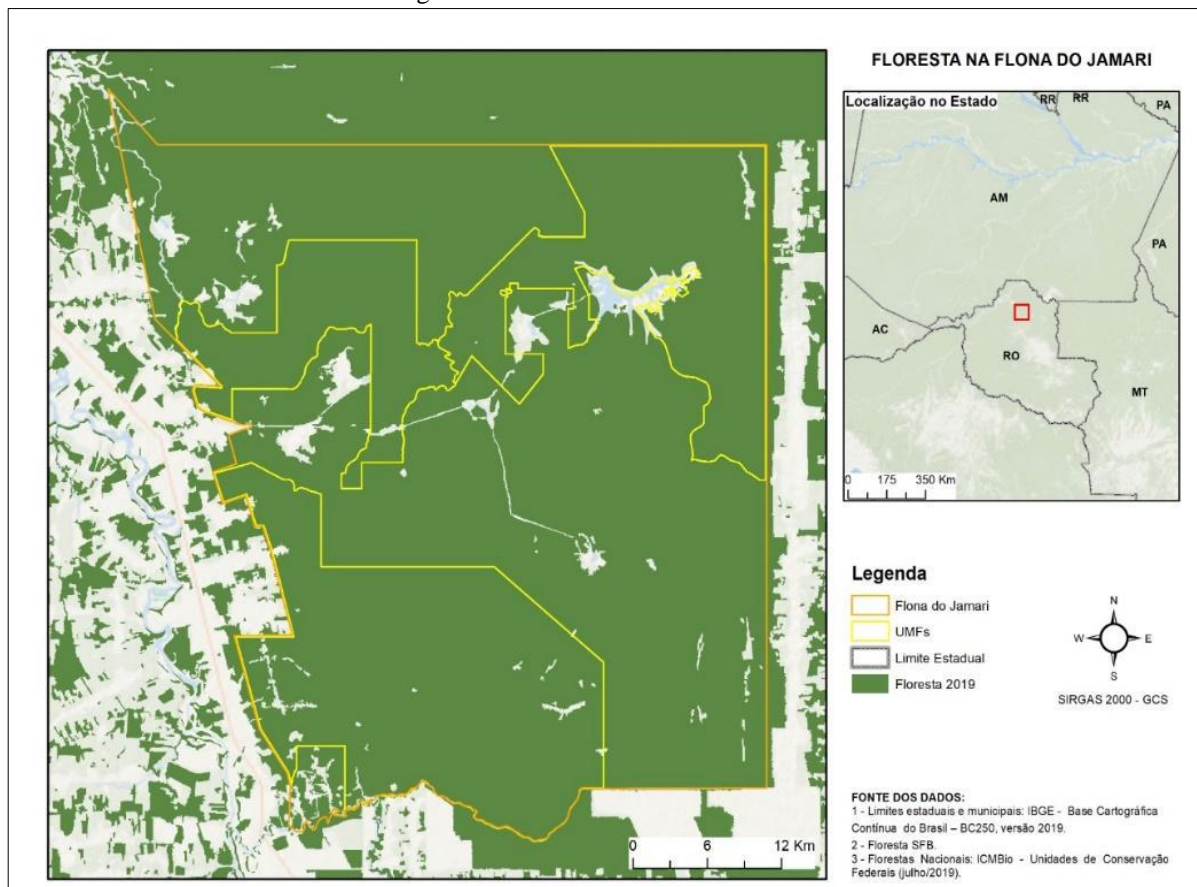 FLORESTA NA FLONA DO JAMARI
Localização no Estado
RR
RR
PA
AM
PA
AC
RO
MT
0 175 350 Km
Legenda
Flona do Jamari
UMFs
Limite Estadual
Floresta 2019
N
W E
S
SIRGAS 2000 - GCS
0 6 12 Km
FONTE DOS DADOS:
1 - Limites estaduais e municipais: IBGE - Base Cartográfica
Contínua do Brasil – BC250, versão 2019.
2 - Floresta SFB.
3 - Florestas Nacionais: ICMBio - Unidades de Conservação
Federais (julho/2019).